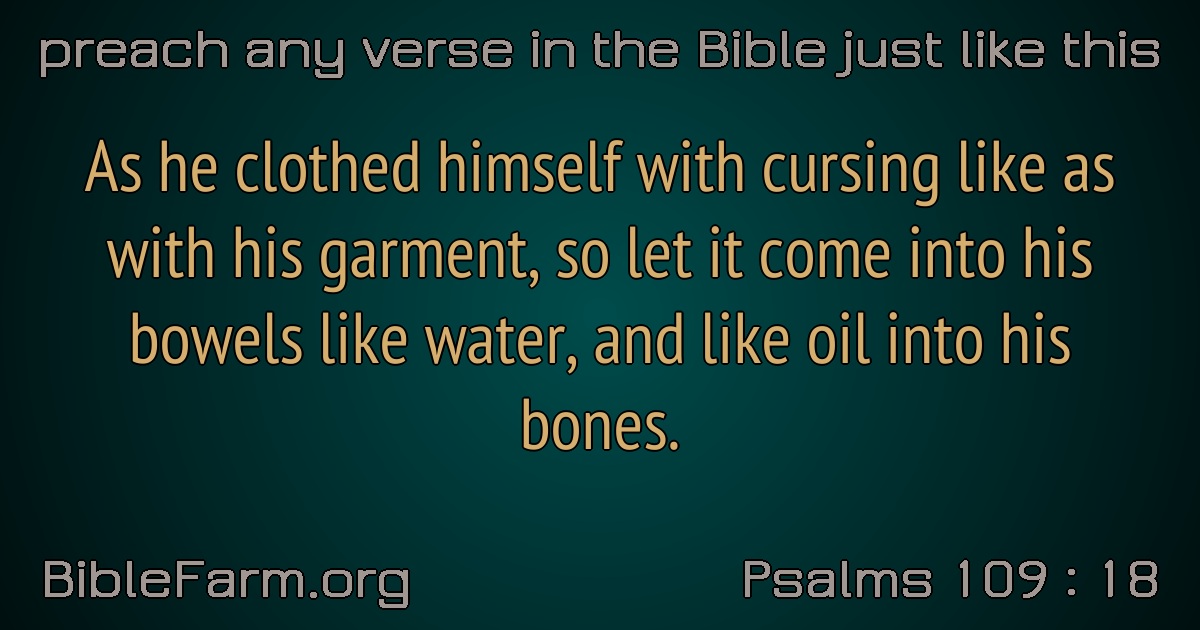 preach any verse in the Bible just like this
As he clothed himself with cursing like as
with his garment, so let it come into his
bowels like water, and like oil into his
bones.
BibleFarm.org
Psalms 109 : 18